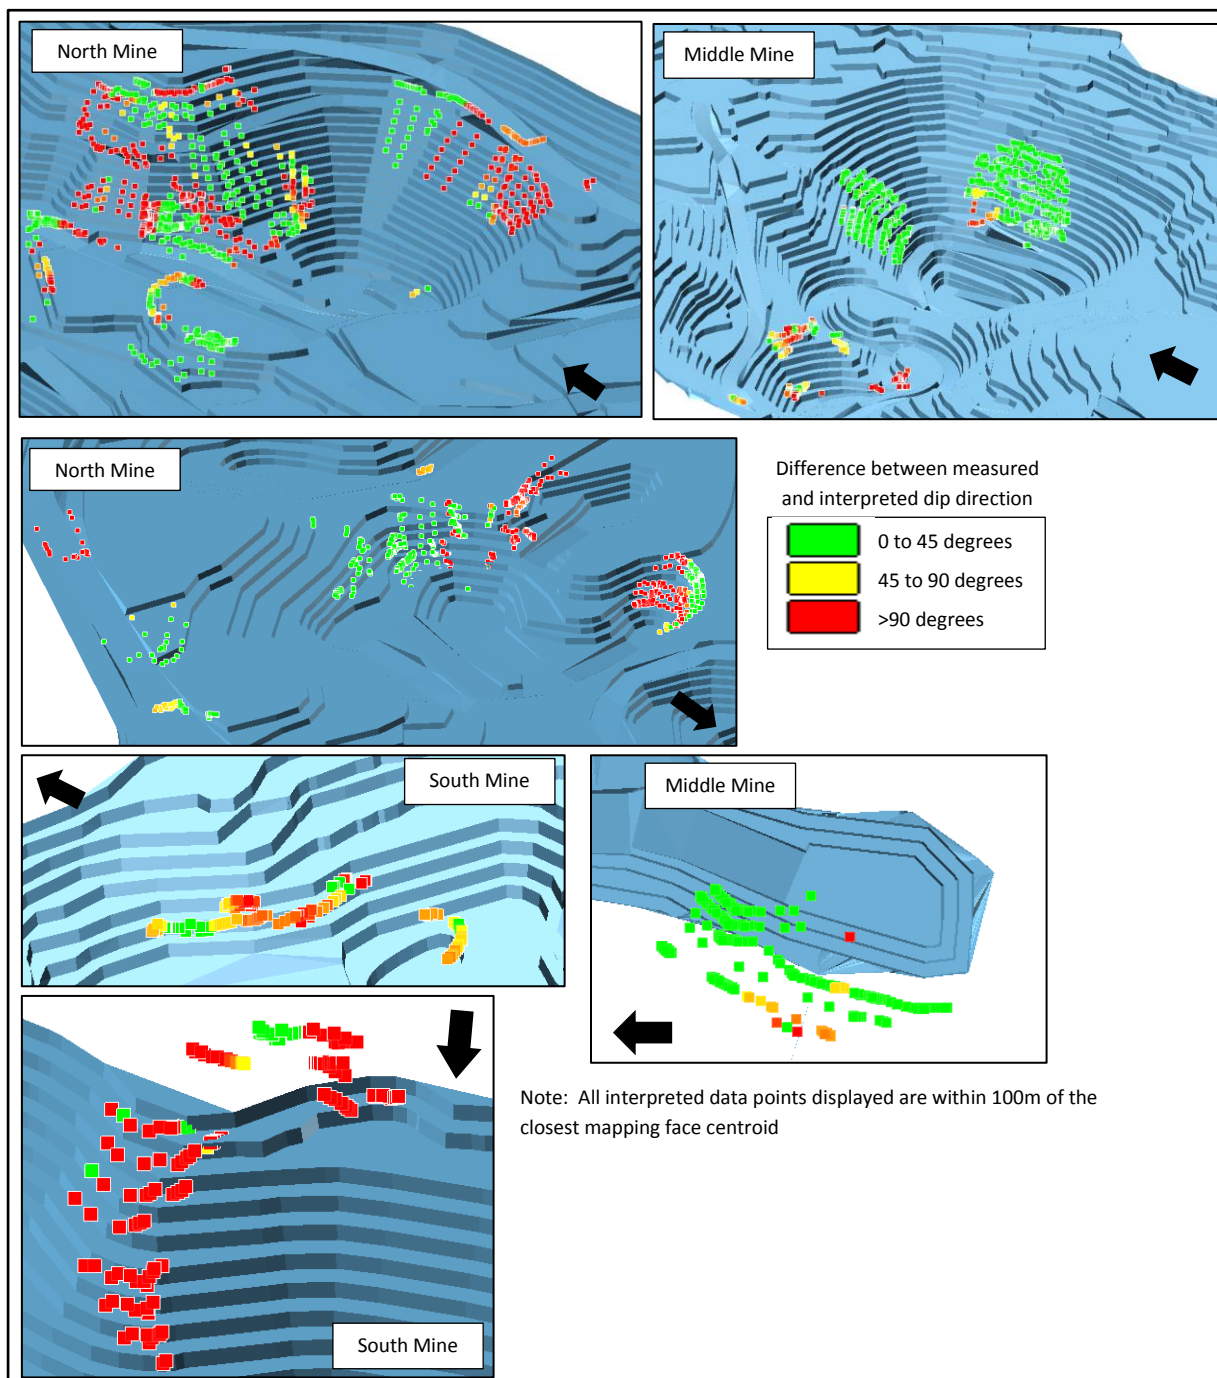 North Mine
Middle Mine
North Mine
Difference between measured
and interpreted dip direction
0 to 45 degrees
45 to 90 degrees
>90 degrees
South Mine
Middle Mine
Note:  All interpreted data points displayed are within 100m of the
closest mapping face centroid
South Mine